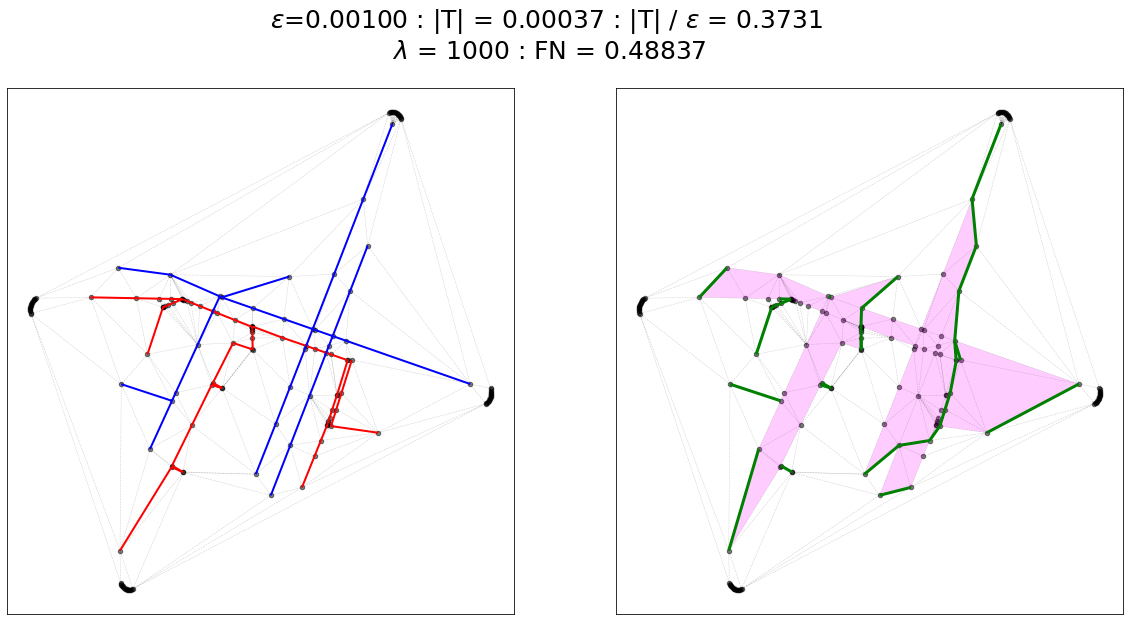 ε=0.00100 : |T| = 0.00037 : |T| / ε = 0.3731
λ = 1000 : FN = 0.48837